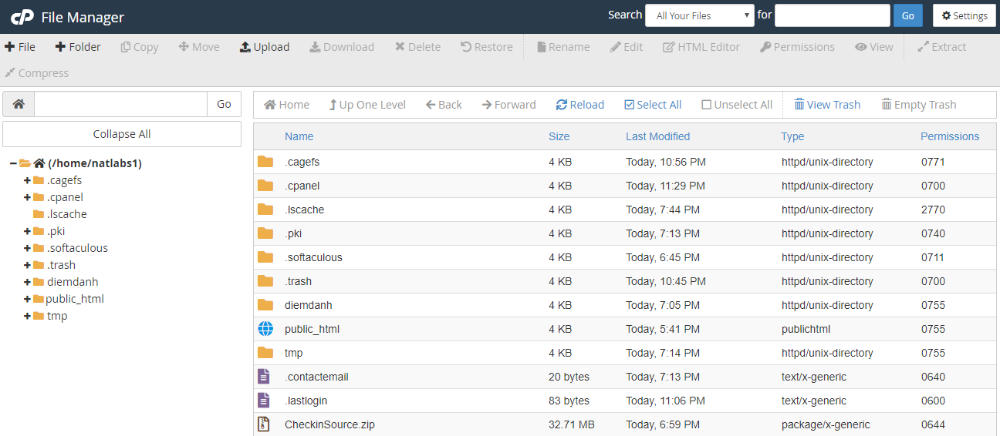 cP File Manager Search All Your Files for Go Settings
File Folder Copy Move Upload Download Delete Restore Rename Edit HTML Editor Permissions View Extract
Compress
Go Home Up One Level Back Forward Reload Select All Unselect All View Trash Empty Trash
Collapse All
(/home/natlabs1)
.cagefs
.cpanel
.lscache
.pki
.softaculous
.trash
diemdanh
public_html
tmp
Name Size Last Modified Type Permissions
.cagefs 4 KB Today, 10:56 PM httpd/unix-directory 0771
.cpanel 4 KB Today, 11:29 PM httpd/unix-directory 0700
.lscache 4 KB Today, 7:44 PM httpd/unix-directory 2770
.pki 4 KB Today, 7:13 PM httpd/unix-directory 0740
.softaculous 4 KB Today, 6:45 PM httpd/unix-directory 0711
.trash 4 KB Today, 10:45 PM httpd/unix-directory 0700
diemdanh 4 KB Today, 7:05 PM httpd/unix-directory 0755
public_html 4 KB Today, 5:41 PM publichtml 0755
tmp 4 KB Today, 7:14 PM httpd/unix-directory 0755
.contactemail 20 bytes Today, 7:13 PM text/x-generic 0640
.lastlogin 83 bytes Today, 11:06 PM text/x-generic 0600
CheckinSource.zip 32.71 MB Today, 6:59 PM package/x-generic 0644